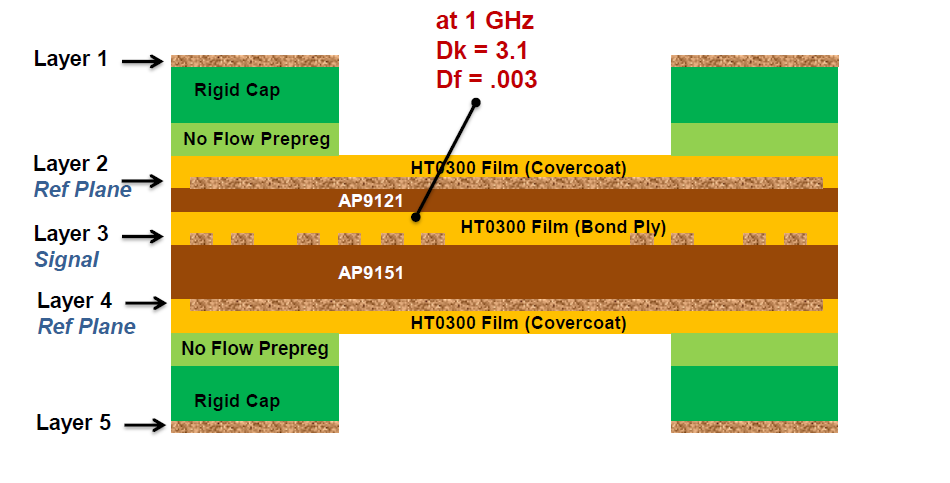 at 1 GHz
Dk = 3.1
Df = .003
Layer 1
Rigid Cap
No Flow Prepreg
Layer 2
Ref Plane
HT0300 Film (Covercoat)
AP9121
Layer 3
Signal
HT0300 Film (Bond Ply)
AP9151
Layer 4
Ref Plane
HT0300 Film (Covercoat)
No Flow Prepreg
Rigid Cap
Layer 5